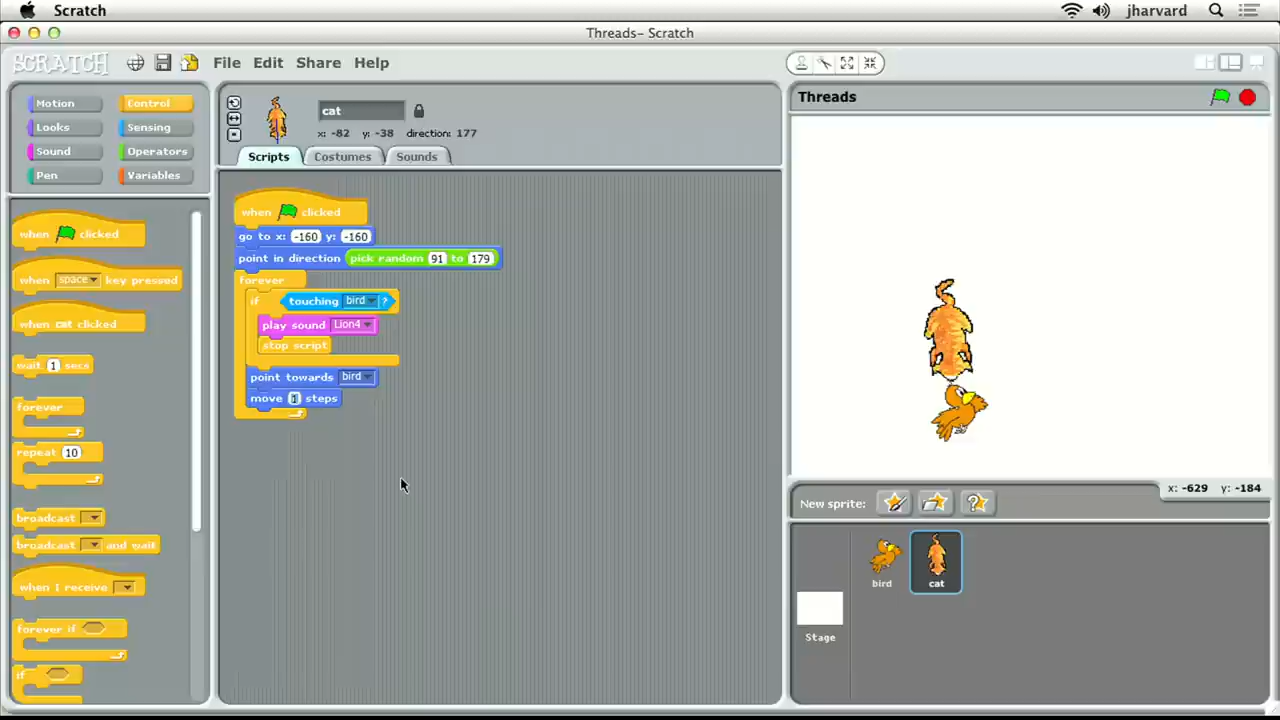 Scratch
jharvard
Threads- Scratch
SCRATCH
File Edit Share Help
Motion
Control
Looks
Sensing
Sound
Operators
Pen
Variables
cat
x: -82 y: -38 direction: 177
Scripts
Costumes
Sounds
Threads
when clicked
when space key pressed
when cat clicked
wait 1 secs
forever
repeat 10
broadcast
broadcast and wait
when I receive
forever if
if
when clicked
go to x: -160 y: -160
point in direction pick random 91 to 179
forever
if touching bird ?
play sound Lion4
stop script
point towards bird
move 1 steps
x: -629 y: -184
New sprite:
bird
cat
Stage